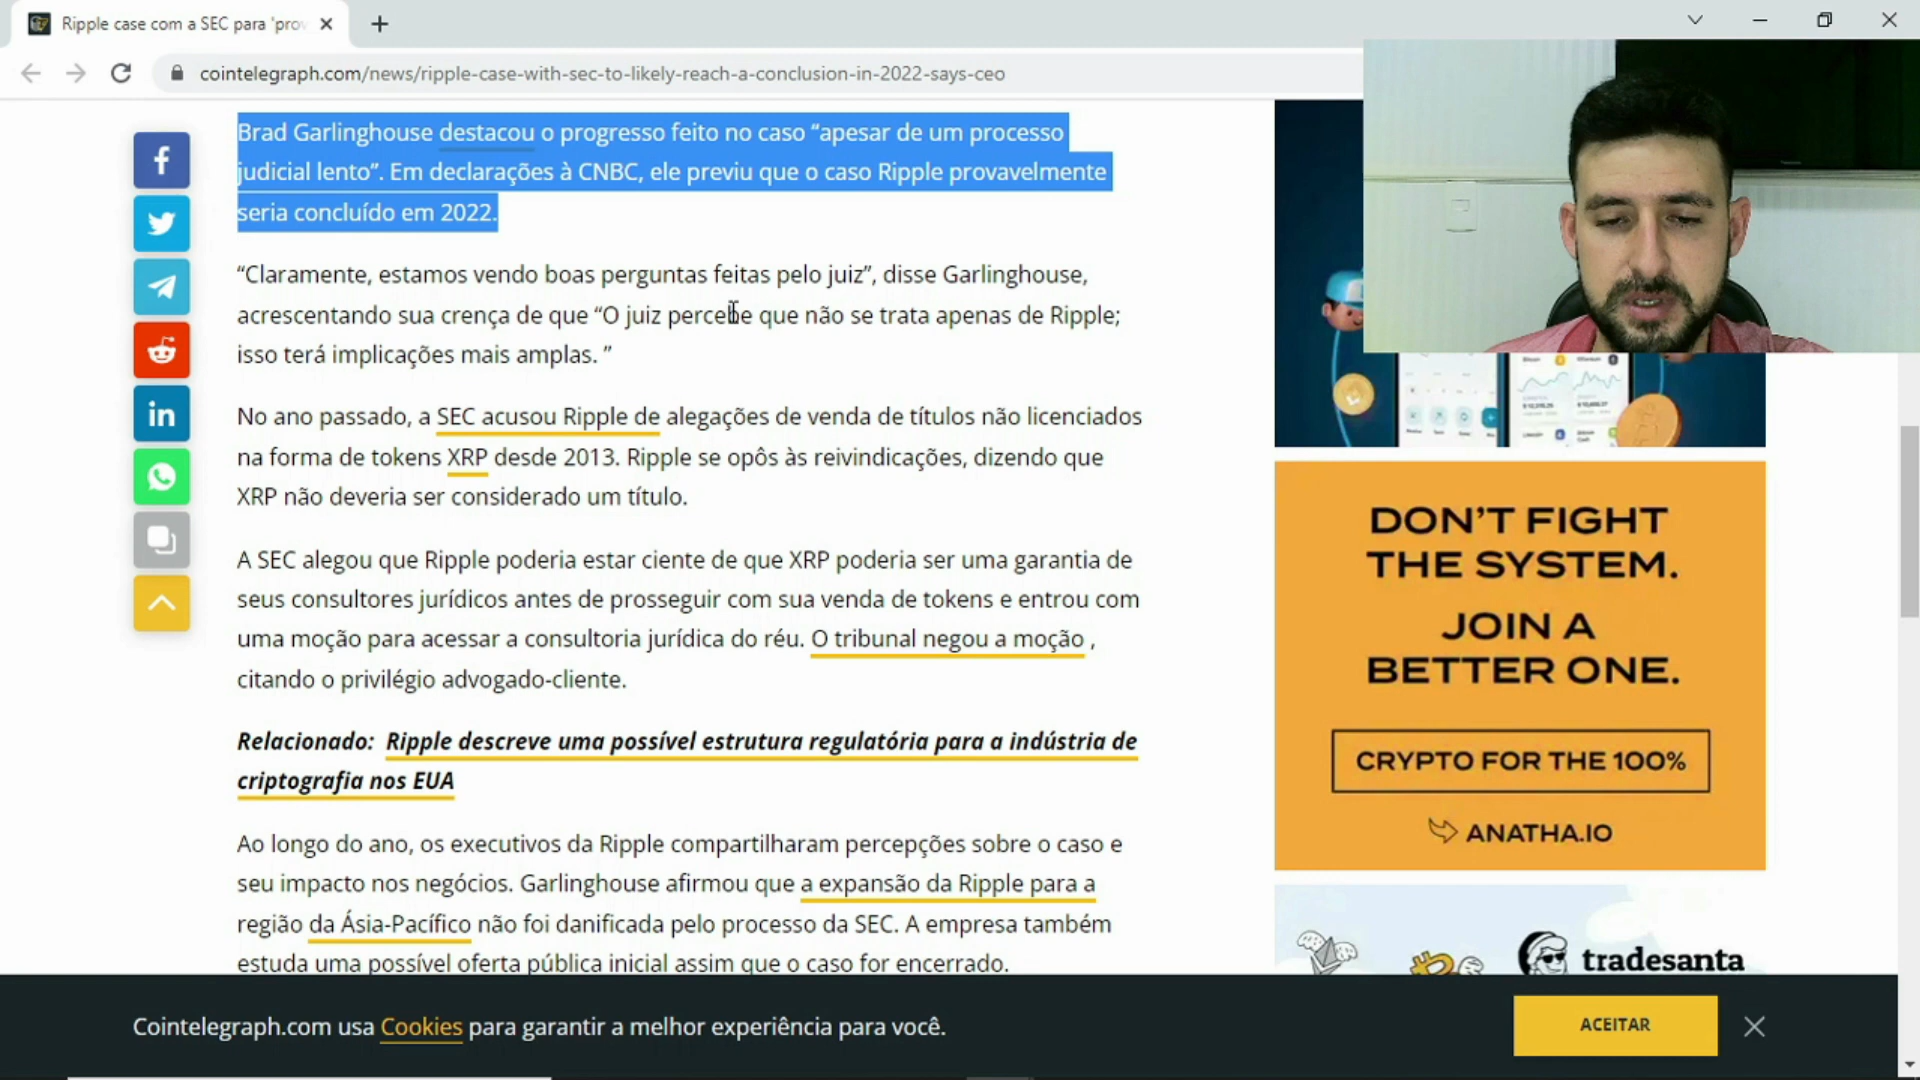 Ripple case com a SEC para 'prov
cointelegraph.com/news/ripple-case-with-sec-to-likely-reach-a-conclusion-in-2022-says-ceo
Brad Garlinghouse destacou o progresso feito no caso “apesar de um processo
judicial lento”. Em declarações à CNBC, ele previu que o caso Ripple provavelmente
seria concluído em 2022.
“Claramente, estamos vendo boas perguntas feitas pelo juiz”, disse Garlinghouse,
acrescentando sua crença de que “O juiz percebe que não se trata apenas de Ripple;
isso terá implicações mais amplas. ”
No ano passado, a SEC acusou Ripple de alegações de venda de títulos não licenciados
na forma de tokens XRP desde 2013. Ripple se opôs às reivindicações, dizendo que
XRP não deveria ser considerado um título.
A SEC alegou que Ripple poderia estar ciente de que XRP poderia ser uma garantia de
seus consultores jurídicos antes de prosseguir com sua venda de tokens e entrou com
uma moção para acessar a consultoria jurídica do réu. O tribunal negou a moção ,
citando o privilégio advogado-cliente.
Relacionado: Ripple descreve uma possível estrutura regulatória para a indústria de
criptografia nos EUA
Ao longo do ano, os executivos da Ripple compartilharam percepções sobre o caso e
seu impacto nos negócios. Garlinghouse afirmou que a expansão da Ripple para a
região da Ásia-Pacífico não foi danificada pelo processo da SEC. A empresa também
estuda uma possível oferta pública inicial assim que o caso for encerrado.
DON'T FIGHT
THE SYSTEM.
JOIN A
BETTER ONE.
CRYPTO FOR THE 100%
ANATHA.IO
tradesanta
Cointelegraph.com usa Cookies para garantir a melhor experiência para você.
ACEITAR